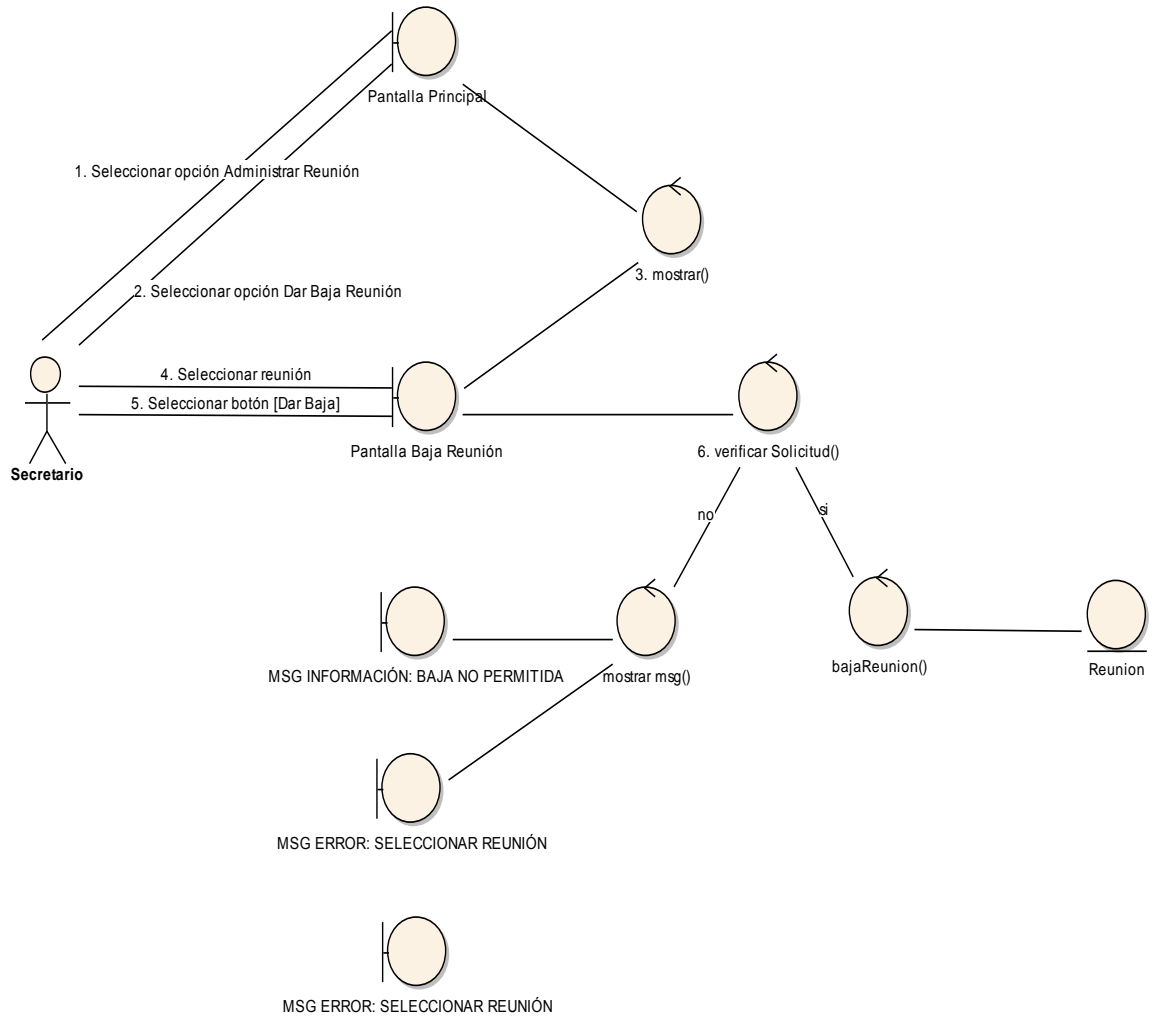 Pantalla Principal
1. Seleccionar opción Administrar Reunión
3. mostrar()
2. Seleccionar opción Dar Baja Reunión
4. Seleccionar reunión
5. Seleccionar botón [Dar Baja]
Secretario
Pantalla Baja Reunión
6. verificar Solicitud()
no
si
MSG INFORMACIÓN: BAJA NO PERMITIDA
mostrar msg()
bajaReunion()
Reunion
MSG ERROR: SELECCIONAR REUNIÓN
MSG ERROR: SELECCIONAR REUNIÓN